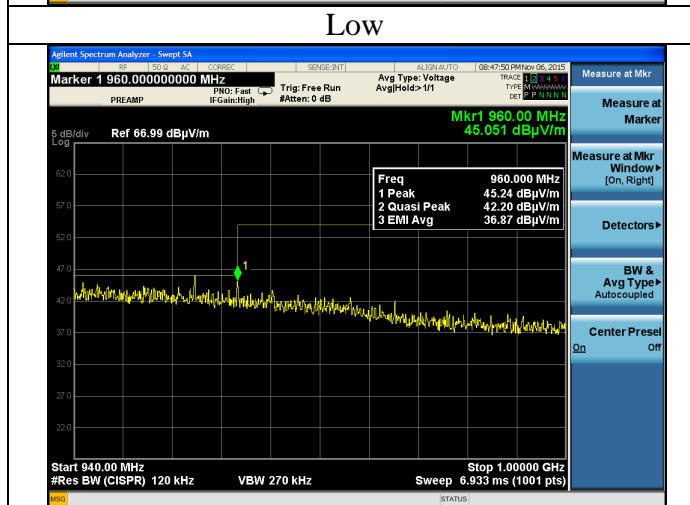 Low
Agilent Spectrum Analyzer - Swept SA
RF 50 Ω AC CORREC SENSE:INT ALIGN AUTO 08:47:50 PM Nov 06, 2015
Marker 1 960.000000000 MHz
PREAMP
PNO: Fast
IFGain:High
Trig: Free Run
#Atten: 0 dB
Avg Type: Voltage
Avg|Hold:>1/1
TRACE 1 2 3 4 5 6
TYPE M
DET P P N N N N
Mkr1 960.00 MHz
45.051 dBµV/m
5 dB/div Ref 66.99 dBµV/m
Log
62.0
57.0
52.0
47.0
42.0
37.0
32.0
27.0
22.0
1
Freq 960.000 MHz
1 Peak 45.24 dBµV/m
2 Quasi Peak 42.20 dBµV/m
3 EMI Avg 36.87 dBµV/m
Start 940.00 MHz Stop 1.00000 GHz
#Res BW (CISPR) 120 kHz VBW 270 kHz Sweep 6.933 ms (1001 pts)
MSG STATUS
Measure at Mkr
Measure at
Marker
Measure at Mkr
Window
[On, Right]
Detectors
BW &
Avg Type
Autocoupled
Center Presel
On Off